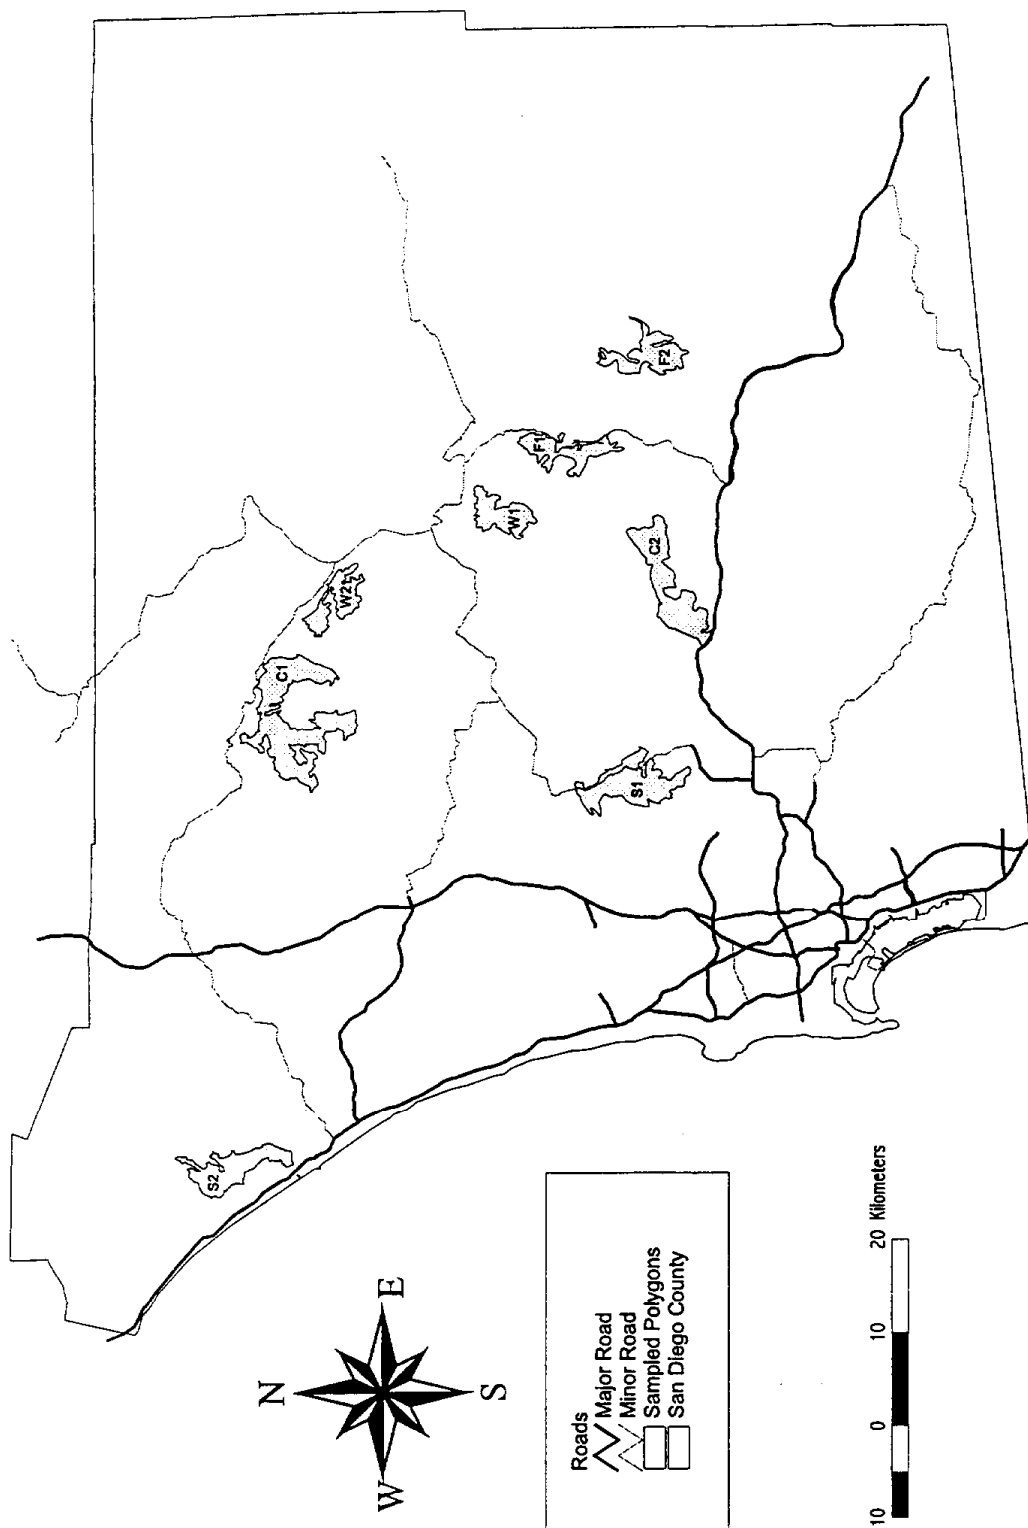 N
W
E
S
C1
W2
W1
F1
F2
C2
S1
S2
Roads
Major Road
Minor Road
Sampled Polygons
San Diego County
10 0 10 20 Kilometers